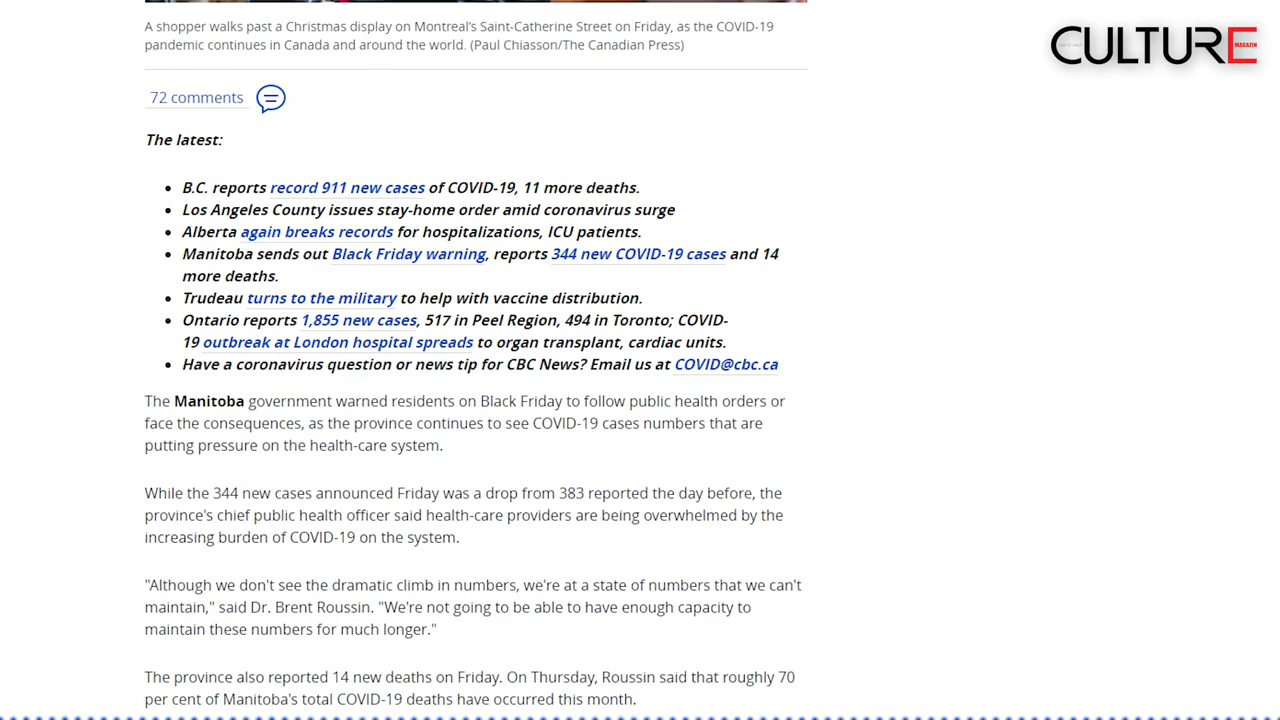 A shopper walks past a Christmas display on Montreal's Saint-Catherine Street on Friday, as the COVID-19
pandemic continues in Canada and around the world. (Paul Chiasson/The Canadian Press)
CULTURE
MAGAZIN
72 comments
The latest:
• B.C. reports record 911 new cases of COVID-19, 11 more deaths.
• Los Angeles County issues stay-home order amid coronavirus surge
• Alberta again breaks records for hospitalizations, ICU patients.
• Manitoba sends out Black Friday warning, reports 344 new COVID-19 cases and 14
more deaths.
• Trudeau turns to the military to help with vaccine distribution.
• Ontario reports 1,855 new cases, 517 in Peel Region, 494 in Toronto; COVID-
19 outbreak at London hospital spreads to organ transplant, cardiac units.
• Have a coronavirus question or news tip for CBC News? Email us at COVID@cbc.ca
The Manitoba government warned residents on Black Friday to follow public health orders or
face the consequences, as the province continues to see COVID-19 cases numbers that are
putting pressure on the health-care system.
While the 344 new cases announced Friday was a drop from 383 reported the day before, the
province's chief public health officer said health-care providers are being overwhelmed by the
increasing burden of COVID-19 on the system.
"Although we don't see the dramatic climb in numbers, we're at a state of numbers that we can't
maintain," said Dr. Brent Roussin. "We're not going to be able to have enough capacity to
maintain these numbers for much longer."
The province also reported 14 new deaths on Friday. On Thursday, Roussin said that roughly 70
per cent of Manitoba's total COVID-19 deaths have occurred this month.